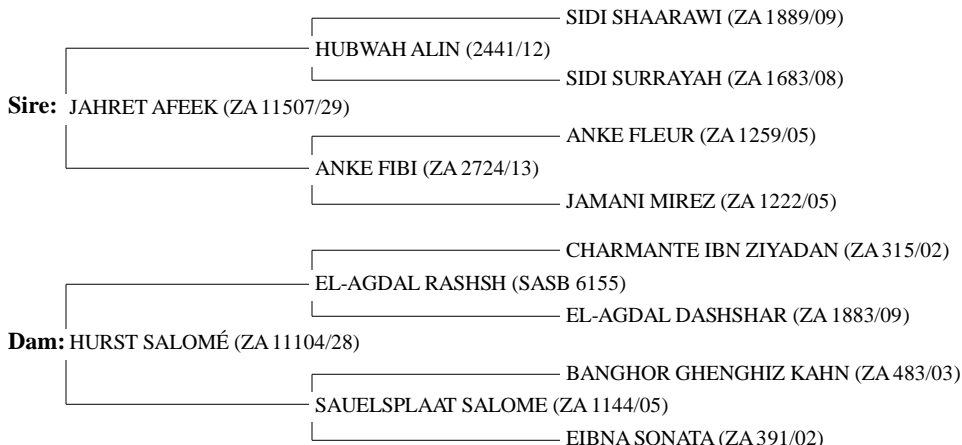 SIDI SHAARAWI (ZA 1889/09)
HUBWAH ALIN (2441/12)
SIDI SURRAYAH (ZA 1683/08)
Sire: JAHRET AFEEK (ZA 11507/29)
ANKE FLEUR (ZA 1259/05)
ANKE FIBI (ZA 2724/13)
JAMANI MIREZ (ZA 1222/05)
CHARMANTE IBN ZIYADAN (ZA 315/02)
EL-AGDAL RASHSH (SASB 6155)
EL-AGDAL DASHSHAR (ZA 1883/09)
Dam: HURST SALOMÉ (ZA 11104/28)
BANGHOR GHENGHIZ KAHN (ZA 483/03)
SAUELSPLAAT SALOME (ZA 1144/05)
EIBNA SONATA (ZA 391/02)